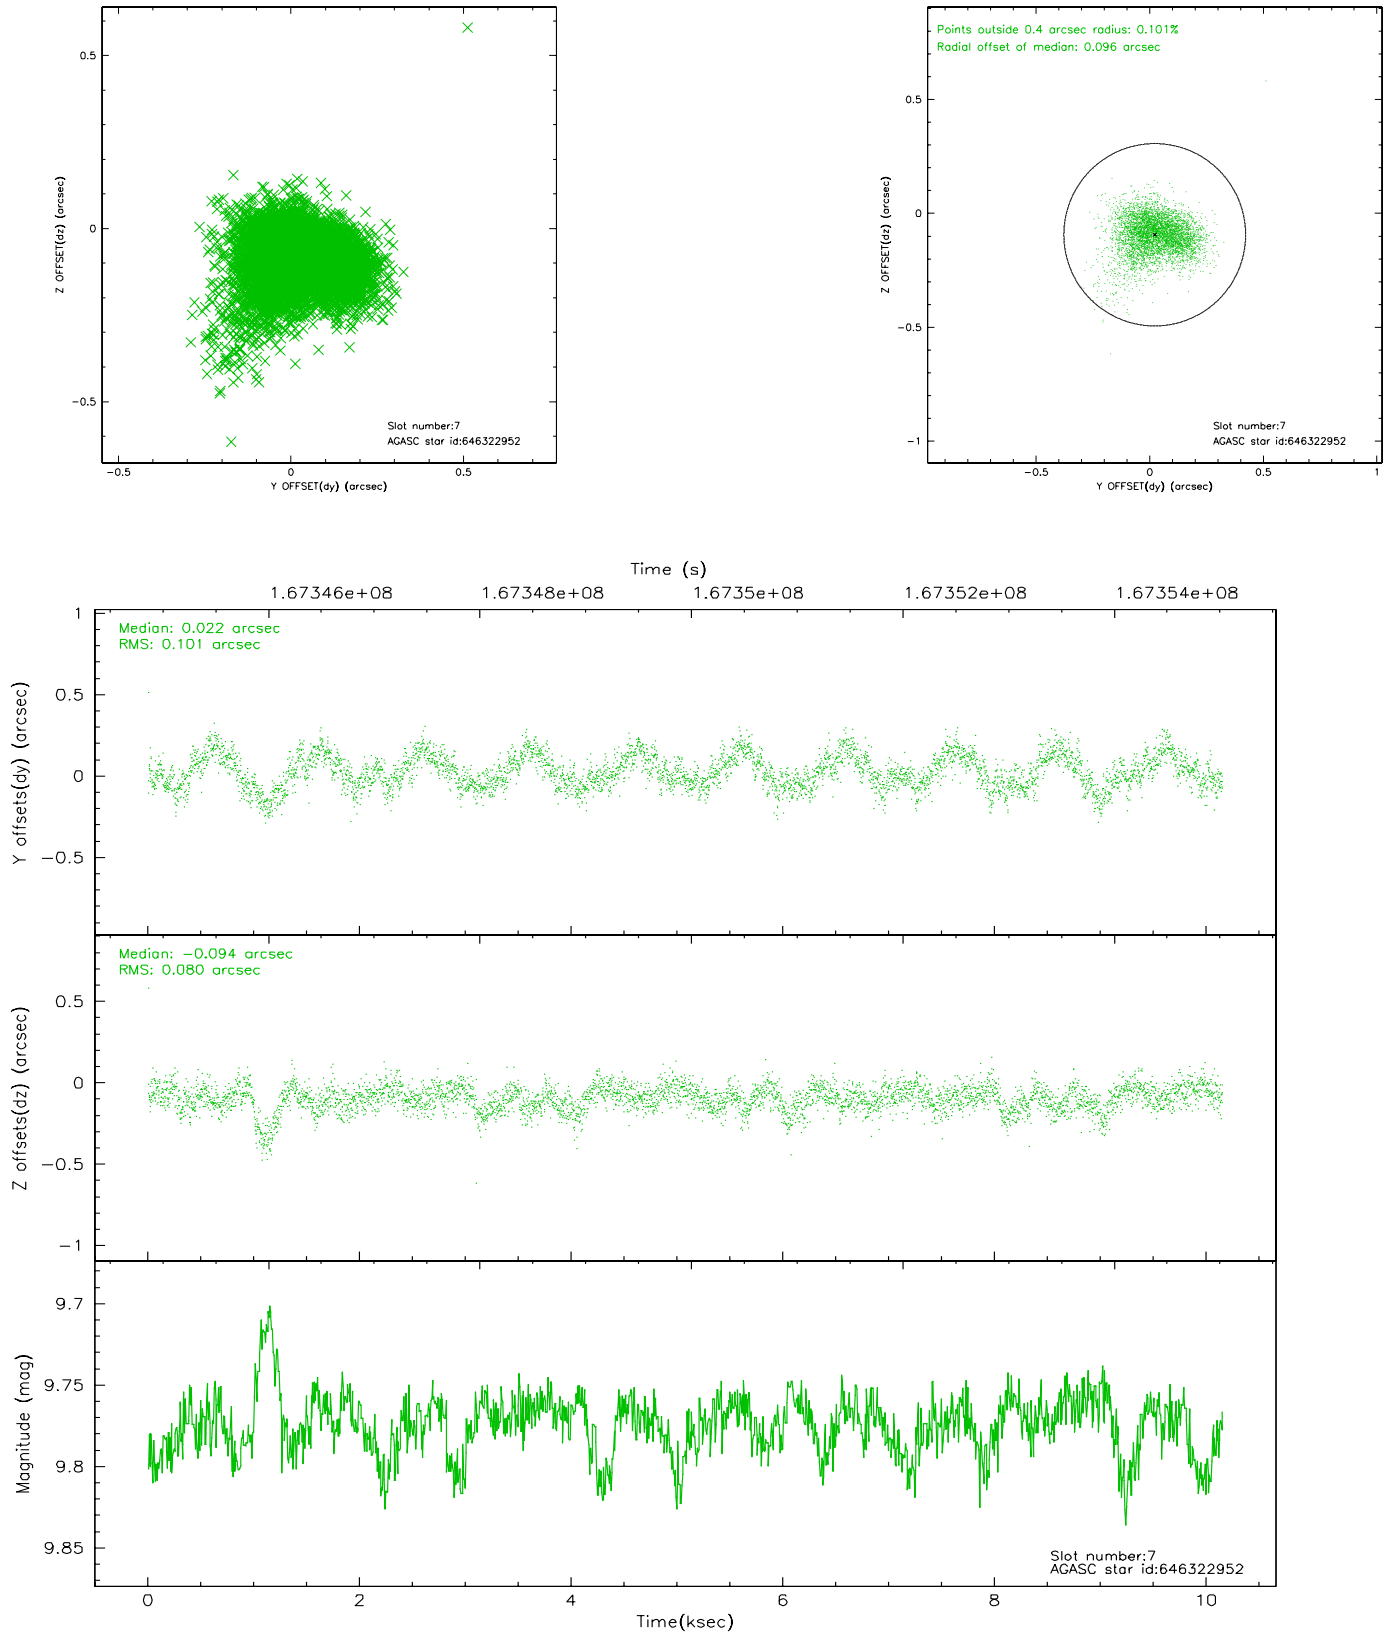 0.5
0
−0.5
Z OFFSET(dz) (arcsec)
Slot number:7
AGASC star id:646322952
−0.5
0
0.5
Y OFFSET(dy) (arcsec)
Points outside 0.4 arcsec radius: 0.101%
Radial offset of median: 0.096 arcsec
0.5
0
−0.5
−1
Z OFFSET(dz) (arcsec)
Slot number:7
AGASC star id:646322952
−0.5
0
0.5
1
Y OFFSET(dy) (arcsec)
Time (s)
1.67346e+08
1.67348e+08
1.6735e+08
1.67352e+08
1.67354e+08
Median: 0.022 arcsec
RMS: 0.101 arcsec
1
0.5
0
−0.5
Y offsets(dy) (arcsec)
Median: −0.094 arcsec
RMS: 0.080 arcsec
0.5
0
−0.5
−1
Z offsets(dz) (arcsec)
9.7
9.75
9.8
9.85
Magnitude (mag)
Slot number:7
AGASC star id:646322952
0
2
4
6
8
10
Time(ksec)